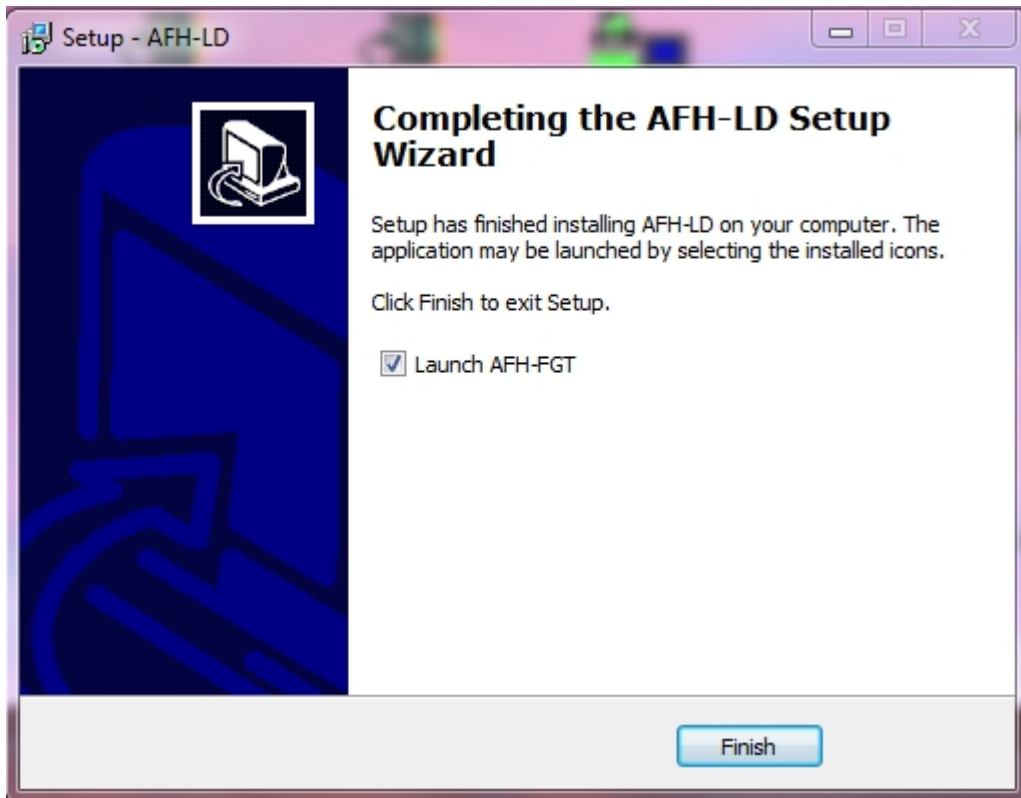 Setup - AFH-LD
Completing the AFH-LD Setup
Wizard
Setup has finished installing AFH-LD on your computer. The
application may be launched by selecting the installed icons.
Click Finish to exit Setup.
Launch AFH-FGT
Finish